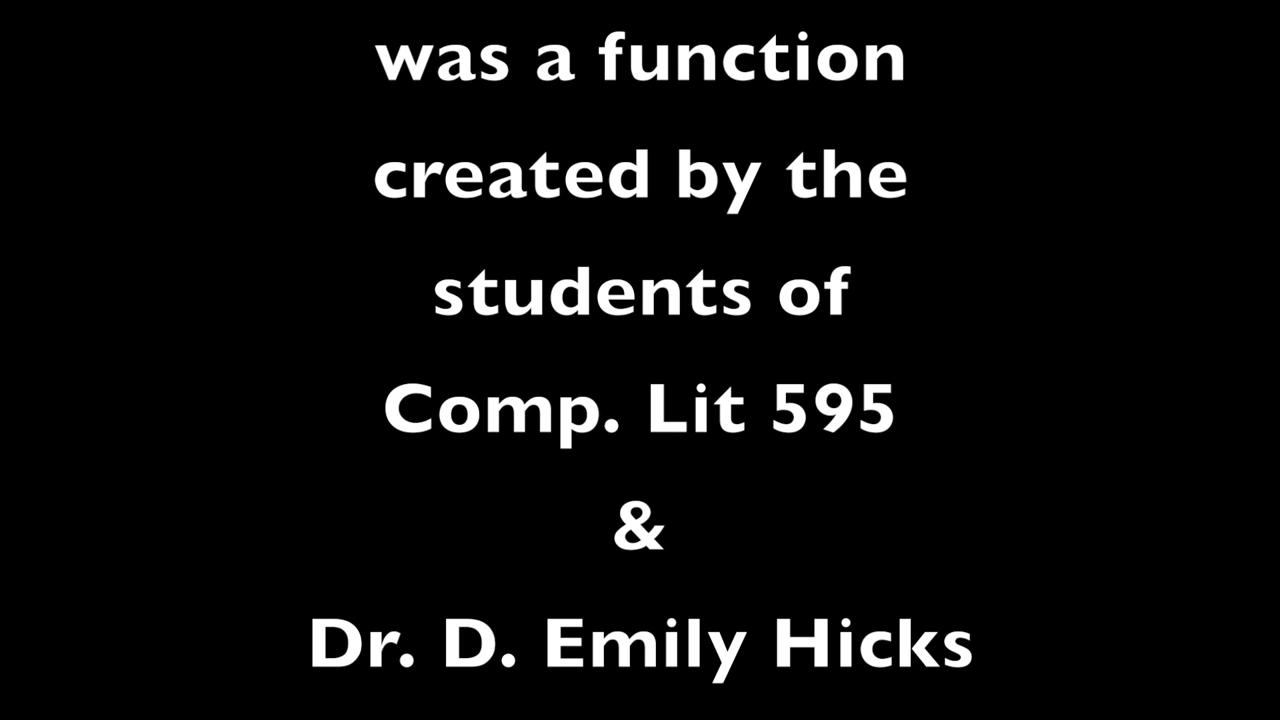 was a function
created by the
students of
Comp. Lit 595
&
Dr. D. Emily Hicks